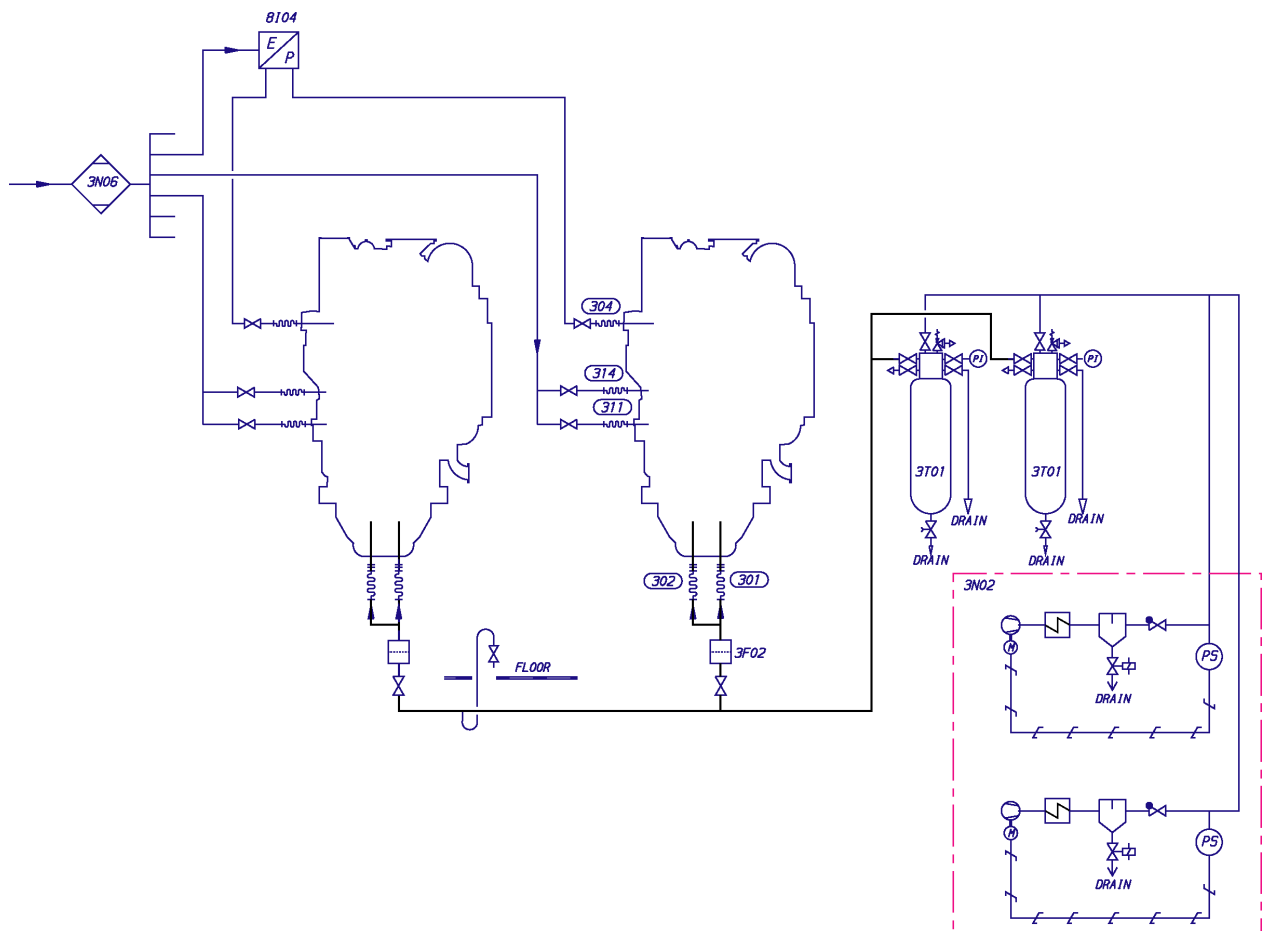 8I04
E
P
3N06
304
314
311
PI
PI
3T01
3T01
DRAIN
DRAIN
DRAIN
DRAIN
302
301
3N02
3F02
FLOOR
M
PS
DRAIN
M
PS
DRAIN